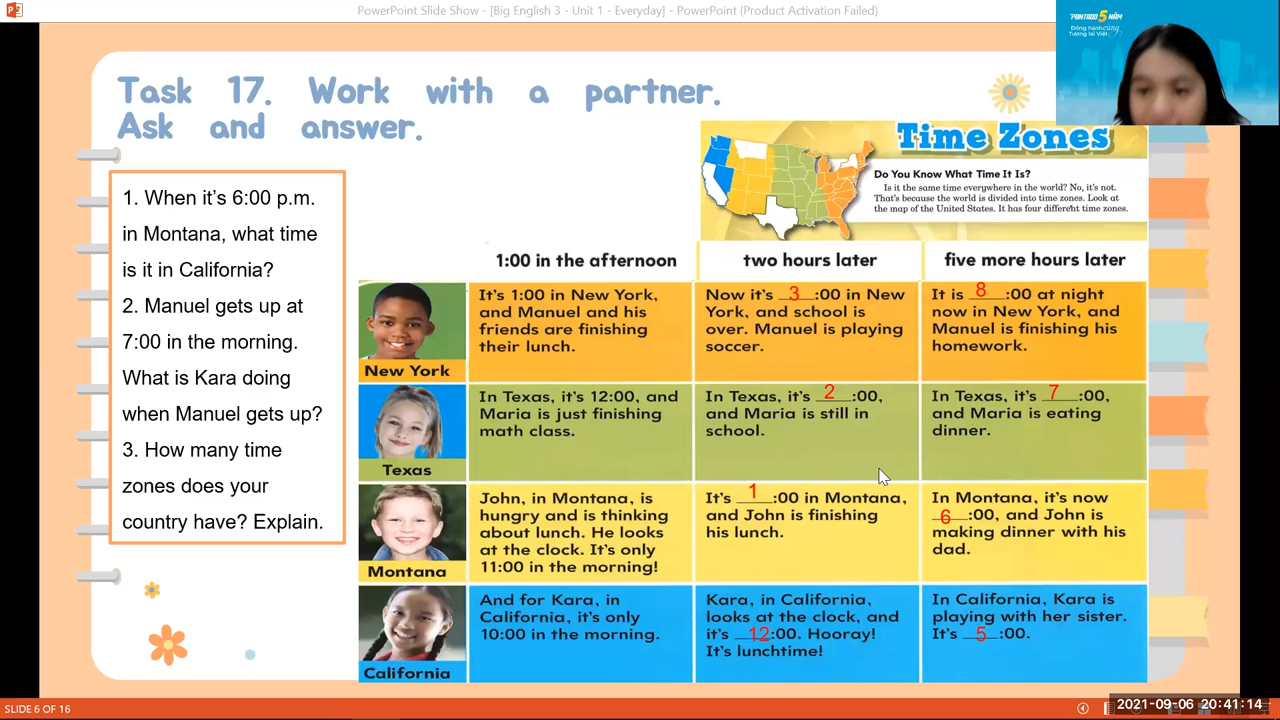 PowerPoint Slide Show - [Big English 3 - Unit 1 - Everyday] - PowerPoint (Product Activation Failed)
PANTADO 5 NĂM
Đồng hành cùng
Tương lai Việt
Task 17. Work with a partner.
Ask and answer.
1. When it's 6:00 p.m.
in Montana, what time
is it in California?
2. Manuel gets up at
7:00 in the morning.
What is Kara doing
when Manuel gets up?
3. How many time
zones does your
country have? Explain.
Time Zones
Do You Know What Time It Is?
Is it the same time everywhere in the world? No, it's not.
That's because the world is divided into time zones. Look at
the map of the United States. It has four different time zones.
1:00 in the afternoon
two hours later
five more hours later
New York
It's 1:00 in New York,
and Manuel and his
friends are finishing
their lunch.
Now it's 3:00 in New
York, and school is
over. Manuel is playing
soccer.
It is 8:00 at night
now in New York, and
Manuel is finishing his
homework.
Texas
In Texas, it's 12:00, and
Maria is just finishing
math class.
In Texas, it's 2:00,
and Maria is still in
school.
In Texas, it's 7:00,
and Maria is eating
dinner.
Montana
John, in Montana, is
hungry and is thinking
about lunch. He looks
at the clock. It's only
11:00 in the morning!
It's 1:00 in Montana,
and John is finishing
his lunch.
In Montana, it's now
6:00, and John is
making dinner with his
dad.
California
And for Kara, in
California, it's only
10:00 in the morning.
Kara, in California,
looks at the clock, and
it's 12:00. Hooray!
It's lunchtime!
In California, Kara is
playing with her sister.
It's 5:00.
SLIDE 6 OF 16
2021-09-06 20:41:14